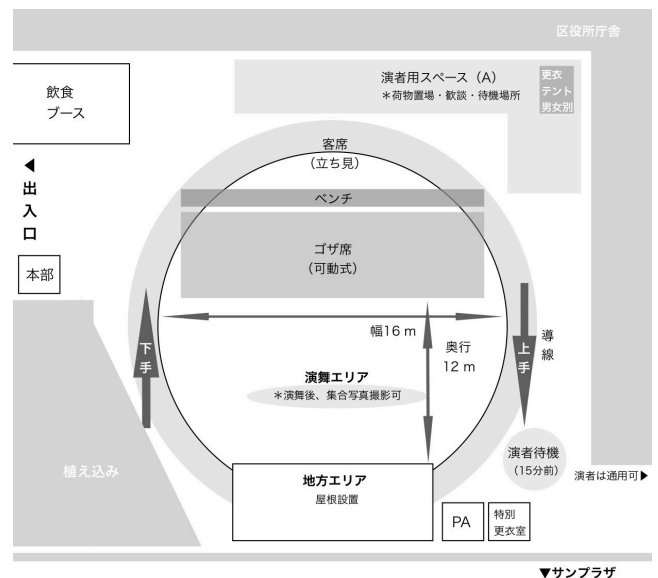 区役所庁舎
演者用スペース（A）
＊荷物置場・歓談・待機場所
更衣
テント
男女別
飲食
ブース
客席
（立ち見）
◀
出
入
口
ベンチ
ゴザ席
（可動式）
本部
幅16 m
奥行
12 m
下
手
上
手
導
線
演舞エリア
＊演舞後、集合写真撮影可
植え込み
地方エリア
屋根設置
演者待機
（15分前）
演者は通用可▶
PA
特別
更衣室
▼サンプラザ